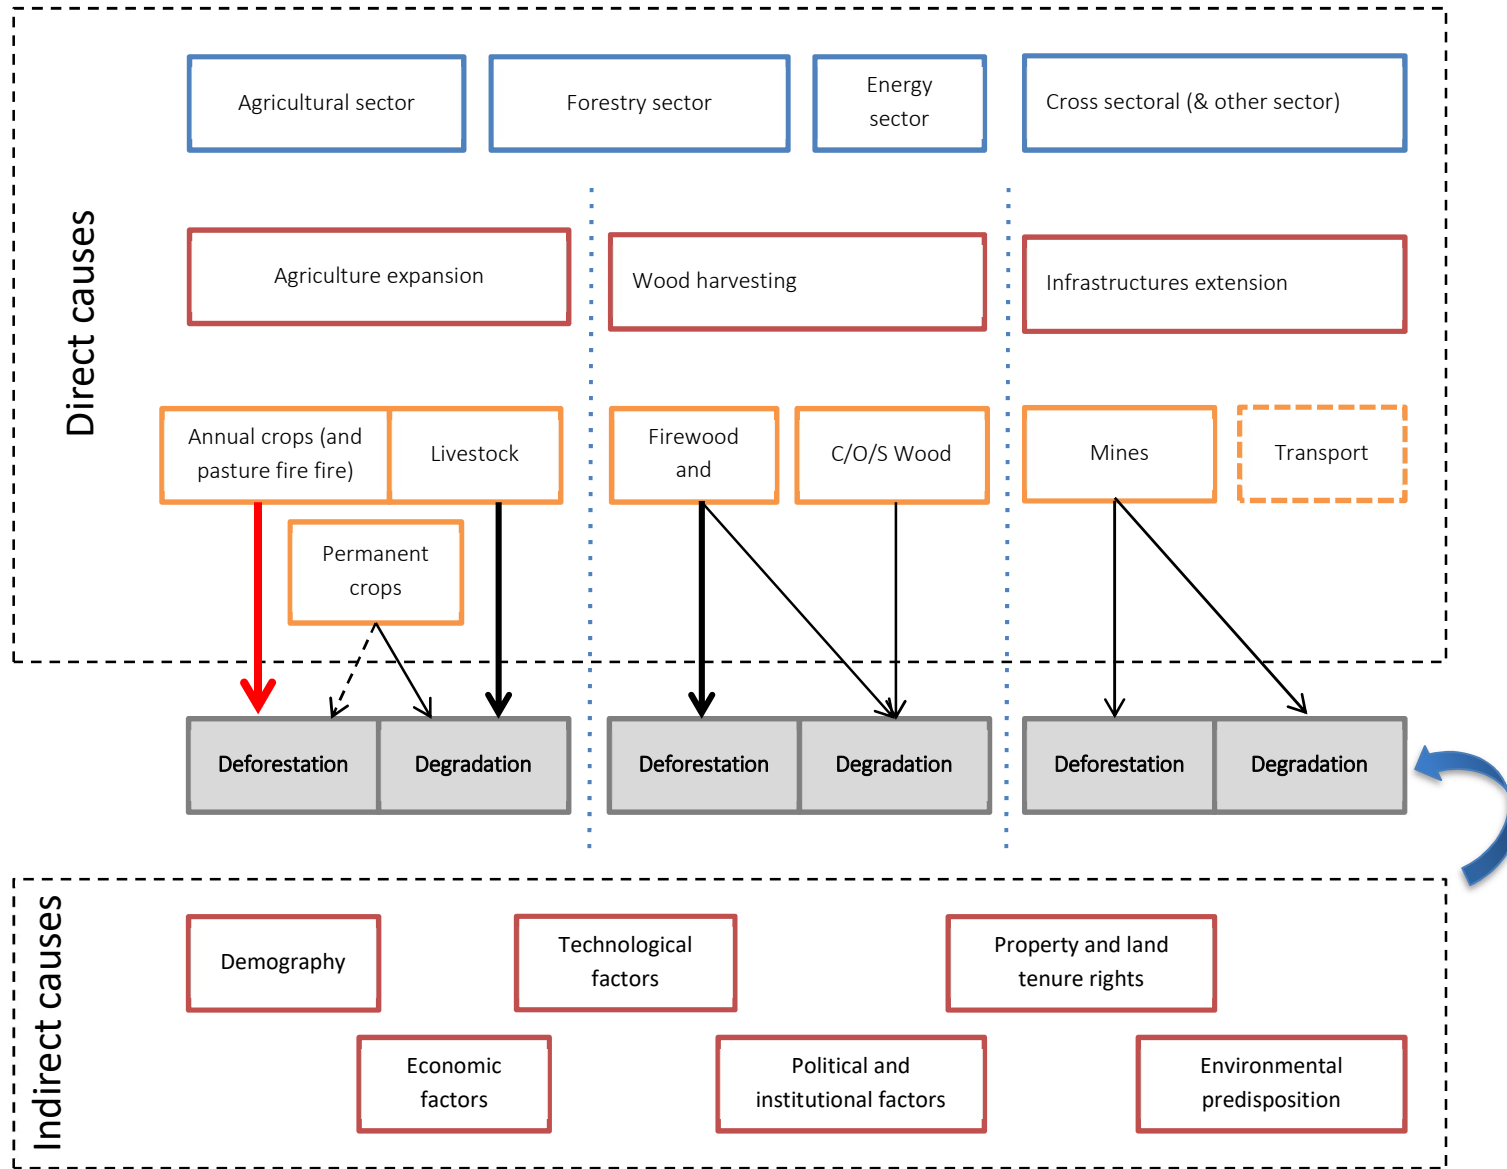 Direct causes
Agricultural sector
Forestry sector
Energy
sector
Cross sectoral (& other sector)
Agriculture expansion
Wood harvesting
Infrastructures extension
Annual crops (and
pasture fire fire)
Livestock
Firewood
and
C/O/S Wood
Mines
Transport
Permanent
crops
Deforestation
Degradation
Deforestation
Degradation
Deforestation
Degradation
Indirect causes
Demography
Technological
factors
Property and land
tenure rights
Economic
factors
Political and
institutional factors
Environmental
predisposition